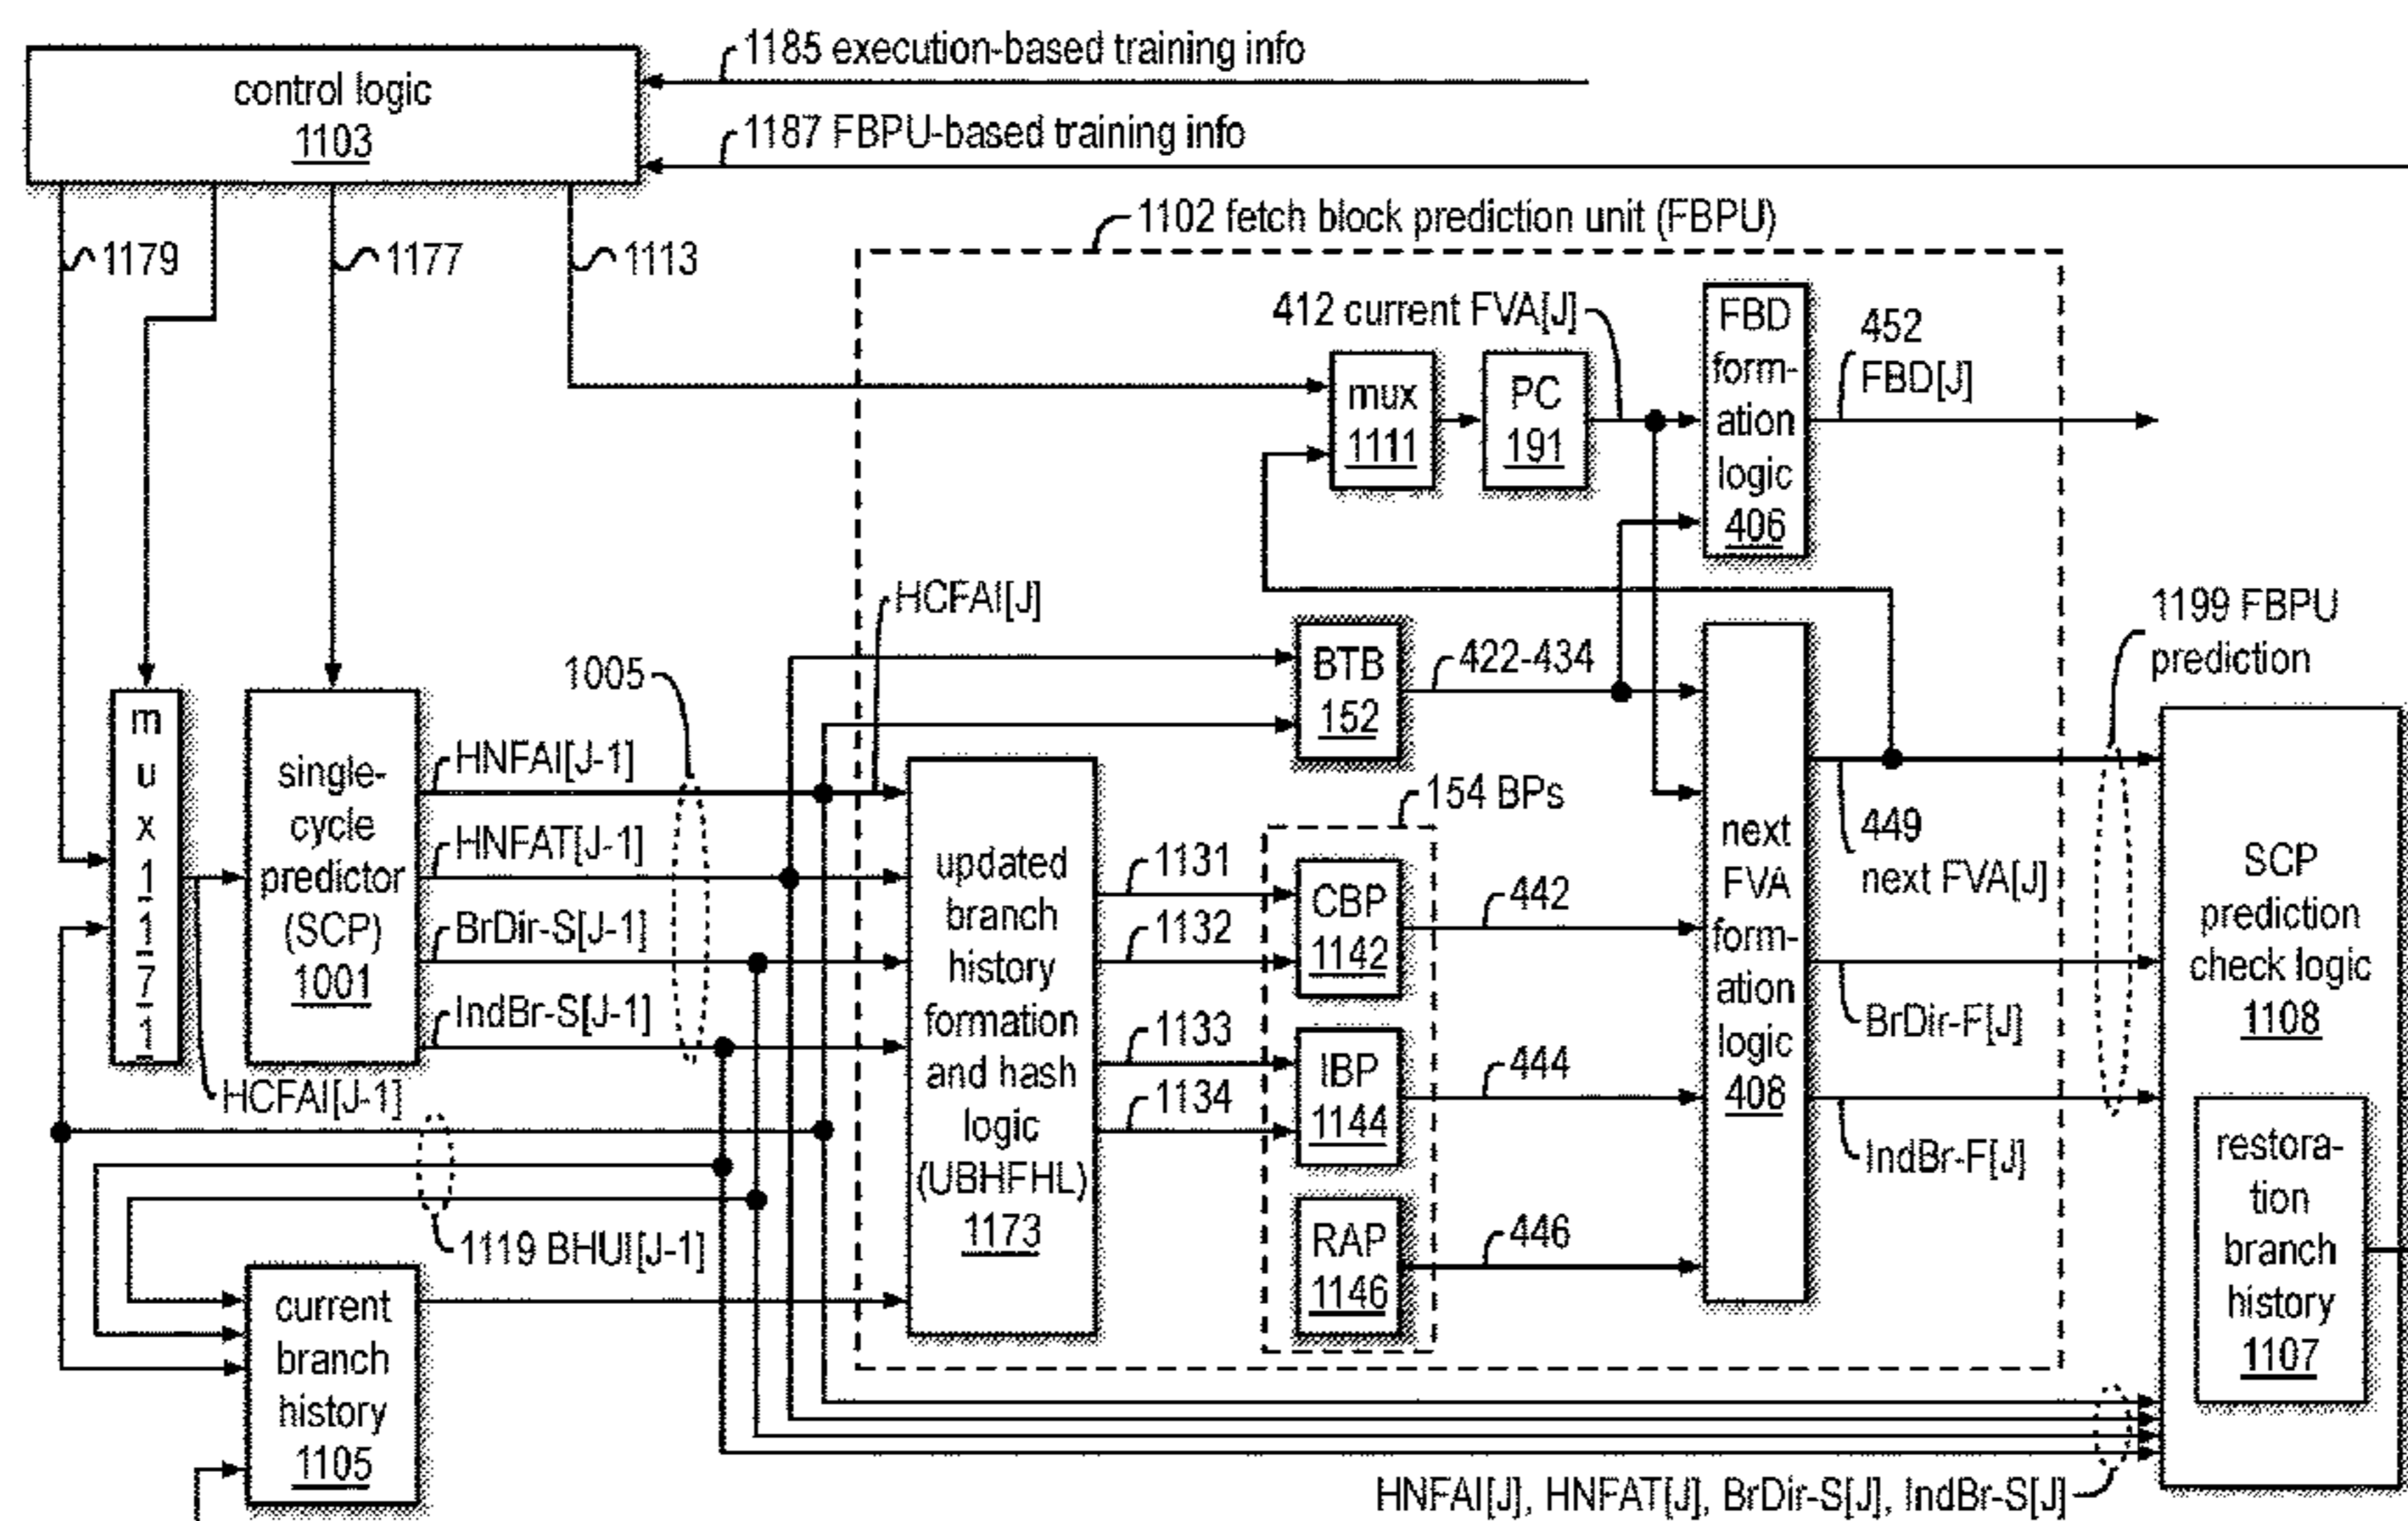 control logic
1103
1185 execution-based training info
1187 FBPU-based training info
1179
1177
1113
1102 fetch block prediction unit (FBPU)
412 current FVA[J]
mux
1111
PC
191
FBD
form-
ation
logic
406
452
FBD[J]
HCFAI[J]
1005
BTB
152
422-434
1199 FBPU
prediction
m
u
x
1
1
7
1
single-
cycle
predictor
(SCP)
1001
HNFAI[J-1]
HNFAT[J-1]
BrDir-S[J-1]
IndBr-S[J-1]
HCFAI[J-1]
updated
branch
history
formation
and hash
logic
(UBHFHL)
1173
154 BPs
1131
1132
1133
1134
CBP
1142
IBP
1144
RAP
1146
442
444
446
next
FVA
form-
ation
logic
408
449
next FVA[J]
BrDir-F[J]
IndBr-F[J]
SCP
prediction
check logic
1108
restora-
tion
branch
history
1107
1119 BHUI[J-1]
current
branch
history
1105
HNFAI[J], HNFAT[J], BrDir-S[J], IndBr-S[J]